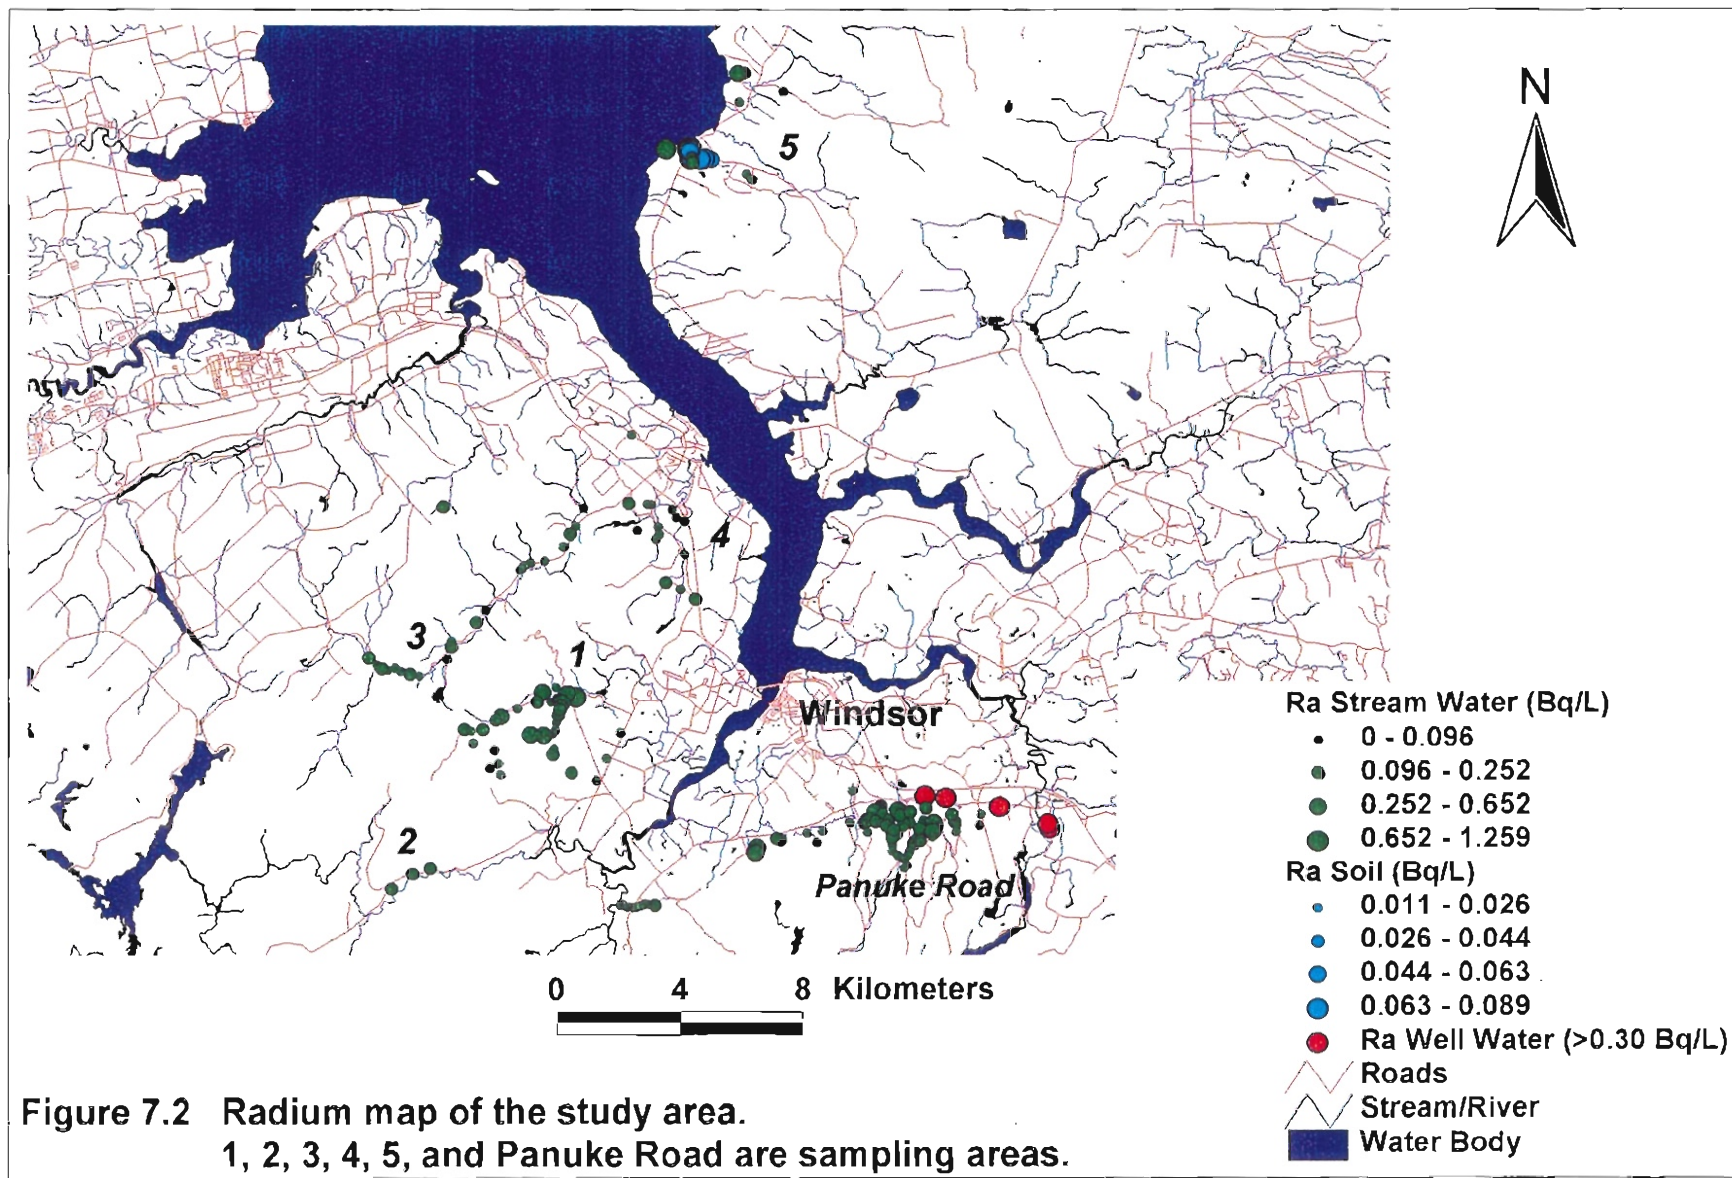 N
5
4
3
1
Windsor
2
Panuke Road
Ra Stream Water (Bq/L)
0 - 0.096
0.096 - 0.252
0.252 - 0.652
0.652 - 1.259
Ra Soil (Bq/L)
0.011 - 0.026
0.026 - 0.044
0.044 - 0.063
0.063 - 0.089
Ra Well Water (>0.30 Bq/L)
Roads
Stream/River
Water Body
0 4 8 Kilometers
Figure 7.2 Radium map of the study area.
1, 2, 3, 4, 5, and Panuke Road are sampling areas.